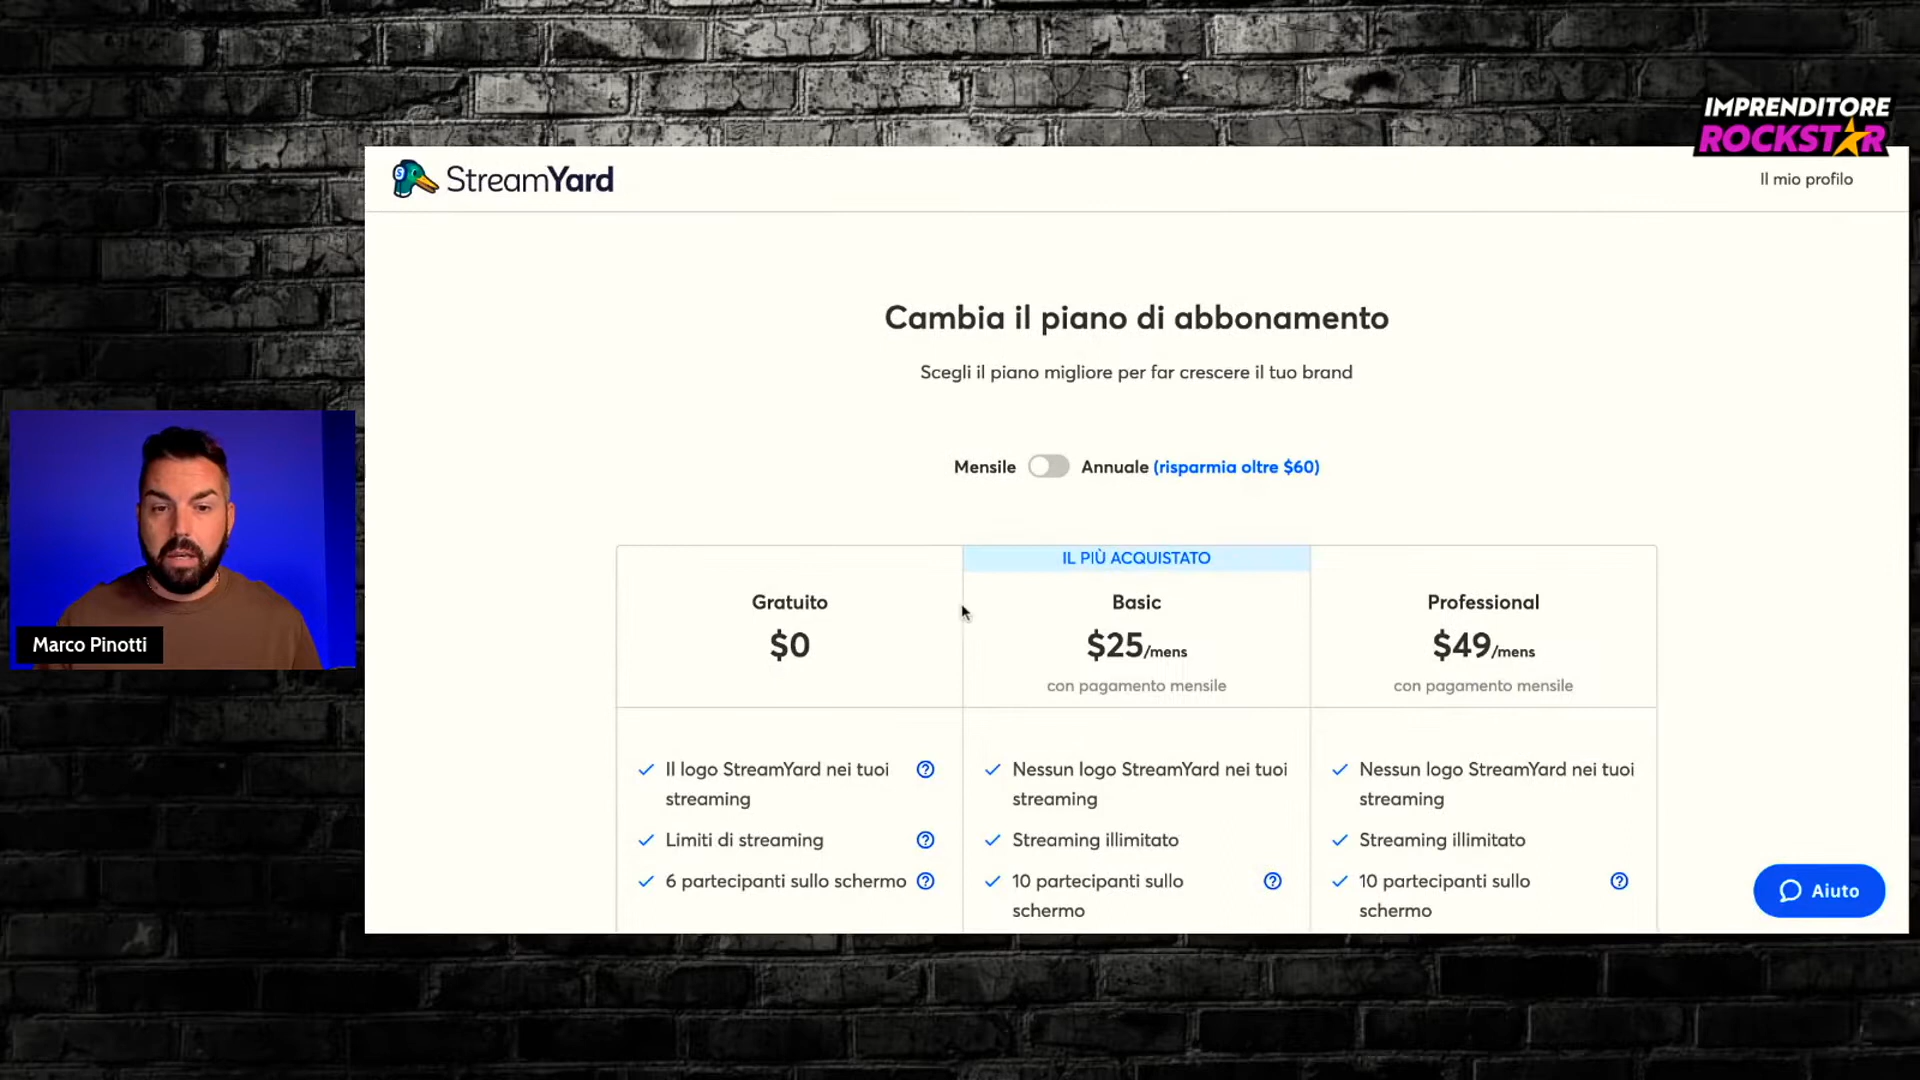 IMPRENDITORE
ROCKSTAR
StreamYard
Il mio profilo
Cambia il piano di abbonamento
Scegli il piano migliore per far crescere il tuo brand
Mensile Annuale (risparmia oltre $60)
IL PIÙ ACQUISTATO
Gratuito
$0
Basic
$25/mens
con pagamento mensile
Professional
$49/mens
con pagamento mensile
Il logo StreamYard nei tuoi
streaming
Limiti di streaming
6 partecipanti sullo schermo
Nessun logo StreamYard nei tuoi
streaming
Streaming illimitato
10 partecipanti sullo
schermo
Nessun logo StreamYard nei tuoi
streaming
Streaming illimitato
10 partecipanti sullo
schermo
Aiuto
Marco Pinotti